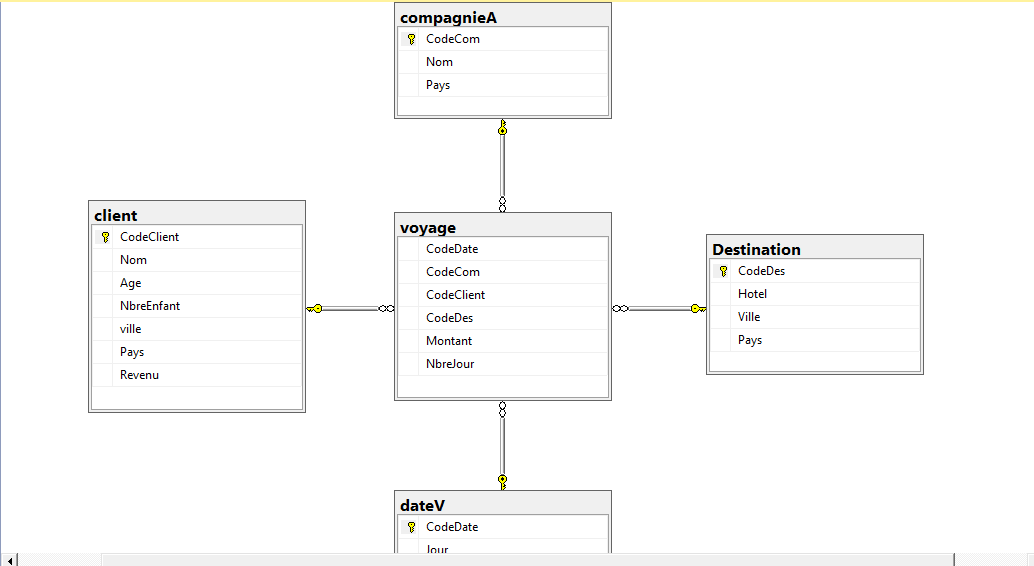 compagnieA
CodeCom
Nom
Pays
client
CodeClient
Nom
Age
NbreEnfant
ville
Pays
Revenu
voyage
CodeDate
CodeCom
CodeClient
CodeDes
Montant
NbreJour
Destination
CodeDes
Hotel
Ville
Pays
dateV
CodeDate
Jour